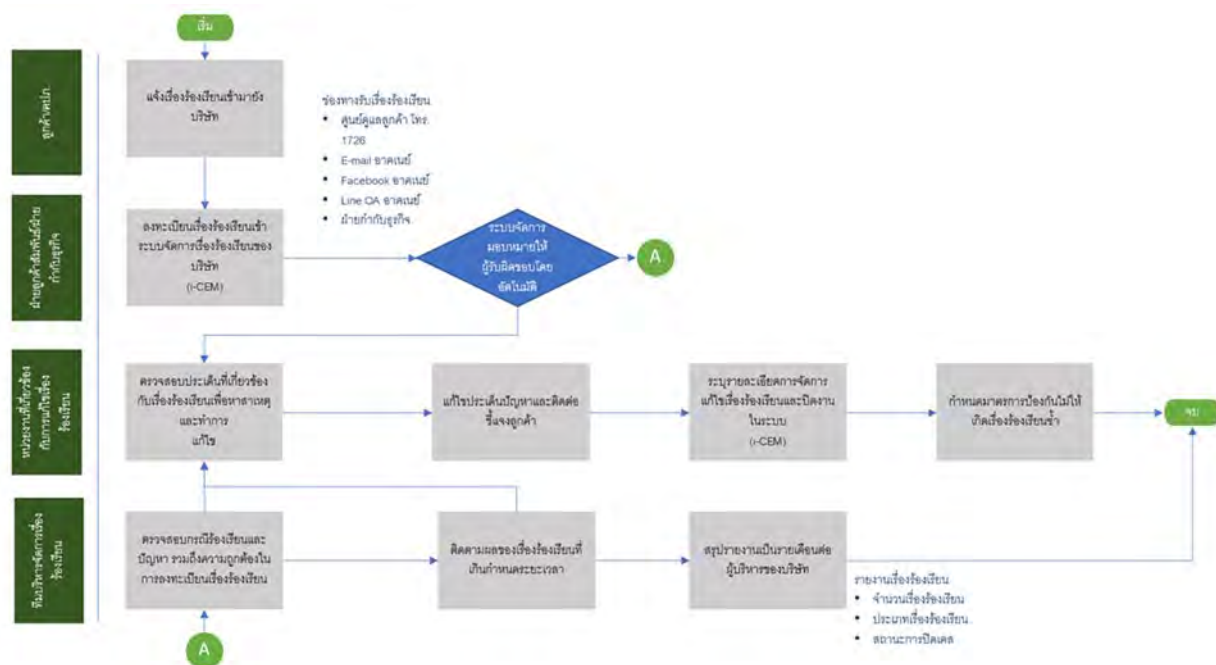 เริ่ม
ลูกค้า/คปภ.
แจ้งเรื่องร้องเรียนเข้ามายัง
บริษัท
ช่องทางรับเรื่องร้องเรียน
• ศูนย์ดูแลลูกค้า โทร.
1726
• E-mail อาคเนย์
• Facebook อาคเนย์
• Line OA อาคเนย์
• ฝ่ายกำกับธุรกิจ
ฝ่ายลูกค้าสัมพันธ์/ฝ่าย
กำกับธุรกิจ
ลงทะเบียนเรื่องร้องเรียนเข้า
ระบบจัดการเรื่องร้องเรียนของ
บริษัท
(i-CEM)
ระบบจัดการ
มอบหมายให้
ผู้รับผิดชอบโดย
อัตโนมัติ
A
หน่วยงานที่เกี่ยวข้อง
กับการแก้ไขเรื่อง
ร้องเรียน
ตรวจสอบประเด็นที่เกี่ยวข้อง
กับเรื่องร้องเรียนเพื่อหาสาเหตุ
และทำการ
แก้ไข
แก้ไขประเด็นปัญหาและติดต่อ
ชี้แจงลูกค้า
ระบุรายละเอียดการจัดการ
แก้ไขเรื่องร้องเรียนและปิดงาน
ในระบบ
(i-CEM)
กำหนดมาตรการป้องกันไม่ให้
เกิดเรื่องร้องเรียนซ้ำ
จบ
ทีมบริหารจัดการเรื่อง
ร้องเรียน
ตรวจสอบกรณีร้องเรียนและ
ปัญหา รวมถึงความถูกต้องใน
การลงทะเบียนเรื่องร้องเรียน
ติดตามผลของเรื่องร้องเรียนที่
เกินกำหนดระยะเวลา
สรุปรายงานเป็นรายเดือนต่อ
ผู้บริหารของบริษัท
รายงานเรื่องร้องเรียน
• จำนวนเรื่องร้องเรียน
• ประเภทเรื่องร้องเรียน
• สถานะการปิดเคส
A